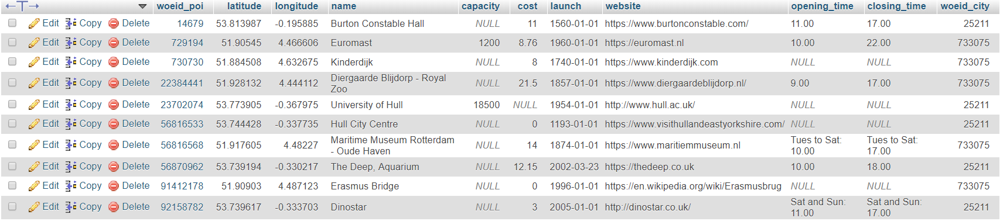 ←T→ woeid_poi latitude longitude name capacity cost launch website opening_time closing_time woeid_city
Edit Copy Delete 14679 53.813987 -0.195885 Burton Constable Hall NULL 11 1560-01-01 https://www.burtonconstable.com/ 11.00 17.00 25211
Edit Copy Delete 729194 51.90545 4.466606 Euromast 1200 8.76 1960-01-01 https://euromast.nl 10.00 22.00 733075
Edit Copy Delete 730730 51.884508 4.632675 Kinderdijk NULL 8 1740-01-01 https://www.kinderdijk.com NULL NULL 733075
Edit Copy Delete 22384441 51.928132 4.444112 Diergaarde Blijdorp - Royal Zoo NULL 21.5 1857-01-01 https://www.diergaardeblijdorp.nl/ 9.00 17.00 733075
Edit Copy Delete 23702074 53.773905 -0.367975 University of Hull 18500 NULL 1954-01-01 http://www.hull.ac.uk/ NULL NULL 25211
Edit Copy Delete 56816533 53.744428 -0.337735 Hull City Centre NULL 0 1193-01-01 https://www.visithullandeastyorkshire.com/ NULL NULL 25211
Edit Copy Delete 56816568 51.917605 4.48227 Maritime Museum Rotterdam - Oude Haven NULL 14 1874-01-01 https://www.maritiemmuseum.nl Tues to Sat: 10.00 Tues to Sat: 17.00 733075
Edit Copy Delete 56870962 53.739194 -0.330217 The Deep, Aquarium NULL 12.15 2002-03-23 https://thedeep.co.uk 10.00 18.00 25211
Edit Copy Delete 91412178 51.90903 4.487123 Erasmus Bridge NULL 0 1996-01-01 https://en.wikipedia.org/wiki/Erasmusbrug NULL NULL 733075
Edit Copy Delete 92158782 53.739617 -0.333703 Dinostar NULL 3 2005-01-01 http://dinostar.co.uk/ Sat and Sun: 11.00 Sat and Sun: 17.00 25211